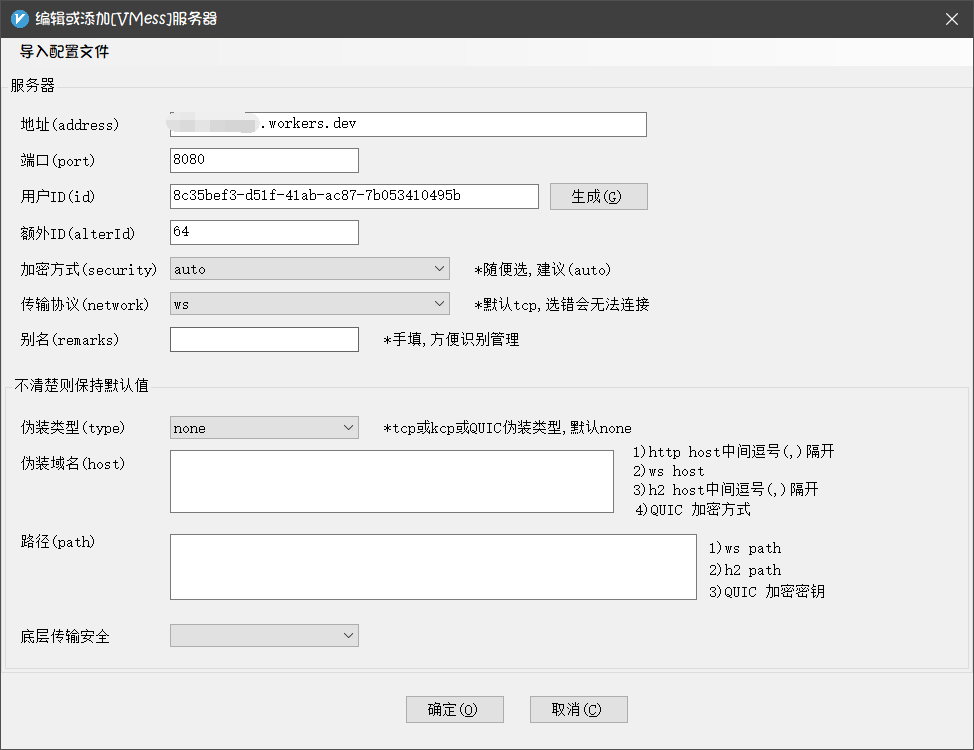 编辑或添加[VMess]服务器
导入配置文件
服务器
地址(address) .workers.dev
端口(port) 8080
用户ID(id) 8c35bef3-d51f-41ab-ac87-7b053410495b 生成(G)
额外ID(alterId) 64
加密方式(security) auto *随便选,建议(auto)
传输协议(network) ws *默认tcp,选错会无法连接
别名(remarks) *手填,方便识别管理
不清楚则保持默认值
伪装类型(type) none *tcp或kcp或QUIC伪装类型,默认none
伪装域名(host) 1)http host中间逗号(,)隔开
2)ws host
3)h2 host中间逗号(,)隔开
4)QUIC 加密方式
路径(path) 1)ws path
2)h2 path
3)QUIC 加密密钥
底层传输安全
确定(O) 取消(C)